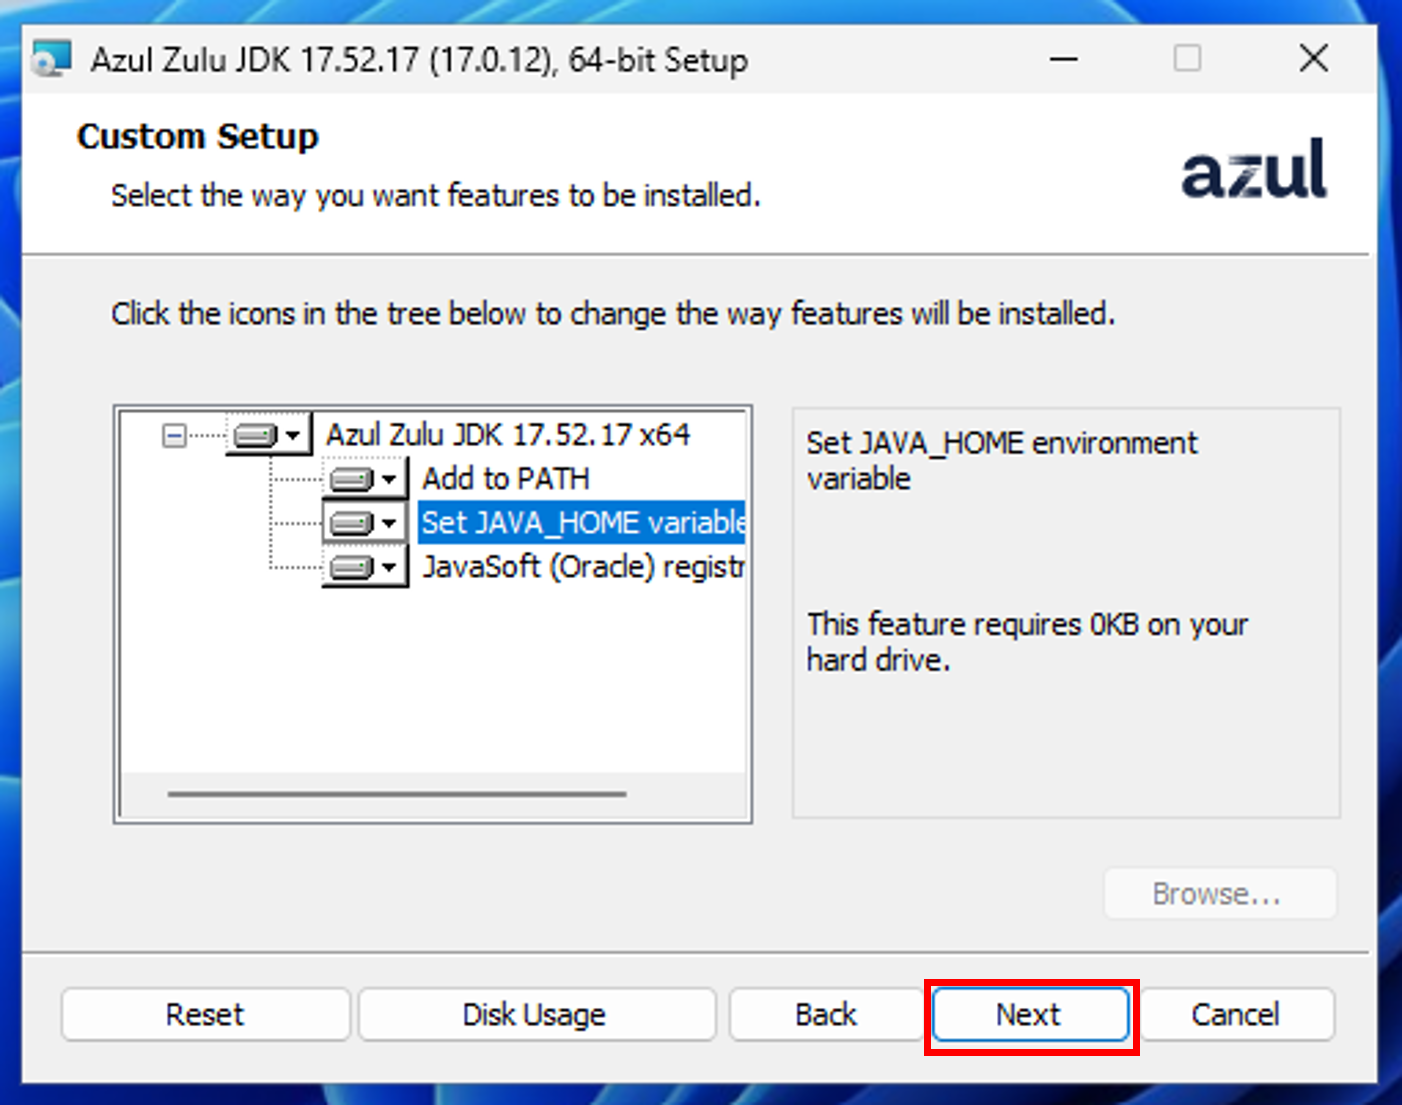 Azul Zulu JDK 17.52.17 (17.0.12), 64-bit Setup
Custom Setup
Select the way you want features to be installed.
azul
Click the icons in the tree below to change the way features will be installed.
Azul Zulu JDK 17.52.17 x64
Add to PATH
Set JAVA_HOME variable
JavaSoft (Oracle) registr
Set JAVA_HOME environment
variable
This feature requires 0KB on your
hard drive.
Browse...
Reset
Disk Usage
Back
Next
Cancel